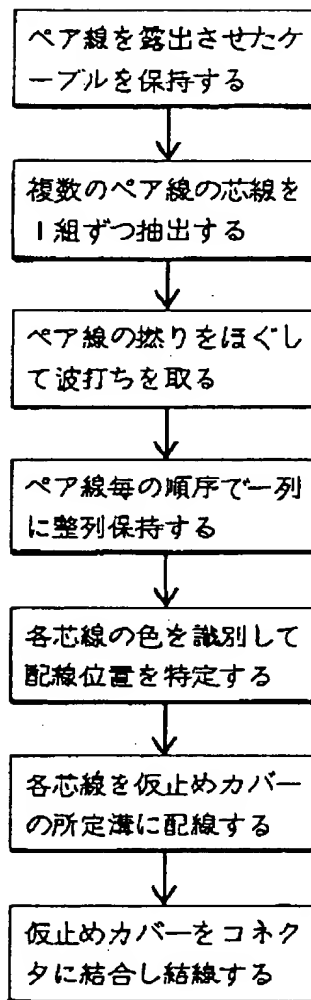 ペア線を露出させたケ
ーブルを保持する
複数のペア線の芯線を
1組ずつ抽出する
ペア線の撚りをほぐし
て波打ちを取る
ペア線毎の順序で一列
に整列保持する
各芯線の色を識別して
配線位置を特定する
各芯線を仮止めカバー
の所定溝に配線する
仮止めカバーをコネク
タに結合し結線する